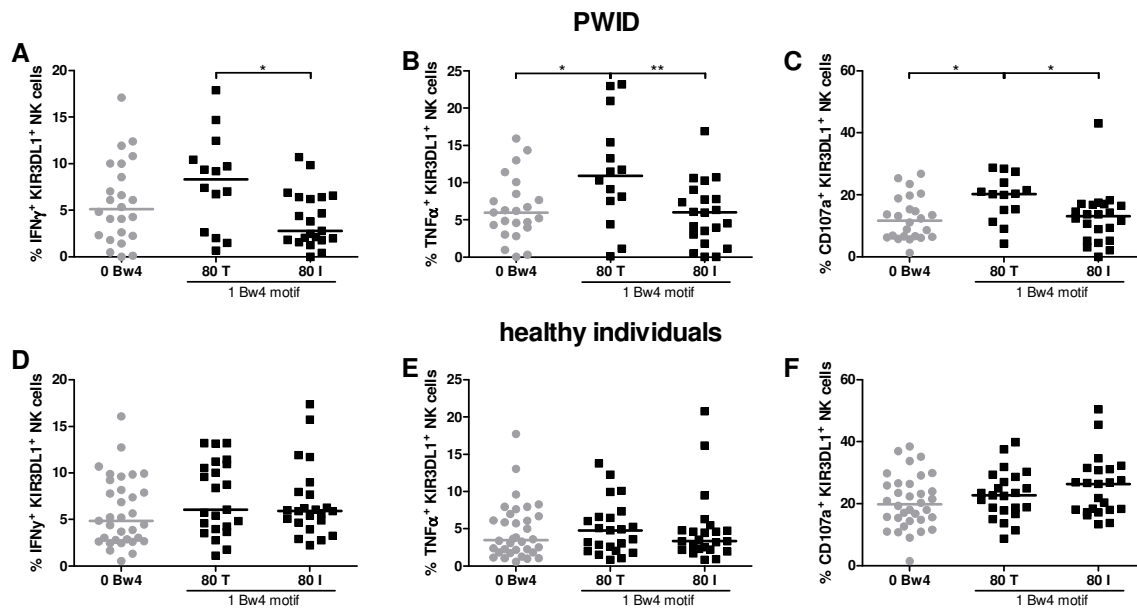 PWID
A
% IFNγ⁺ KIR3DL1⁺ NK cells
20
15
10
5
0
*
0 Bw4
80 T
80 I
1 Bw4 motif
B
% TNFα⁺ KIR3DL1⁺ NK cells
25
20
15
10
5
0
*
**
0 Bw4
80 T
80 I
1 Bw4 motif
C
% CD107a⁺ KIR3DL1⁺ NK cells
60
40
20
0
*
*
0 Bw4
80 T
80 I
1 Bw4 motif
healthy individuals
D
% IFNγ⁺ KIR3DL1⁺ NK cells
20
15
10
5
0
0 Bw4
80 T
80 I
1 Bw4 motif
E
% TNFα⁺ KIR3DL1⁺ NK cells
25
20
15
10
5
0
0 Bw4
80 T
80 I
1 Bw4 motif
F
% CD107a⁺ KIR3DL1⁺ NK cells
60
40
20
0
0 Bw4
80 T
80 I
1 Bw4 motif